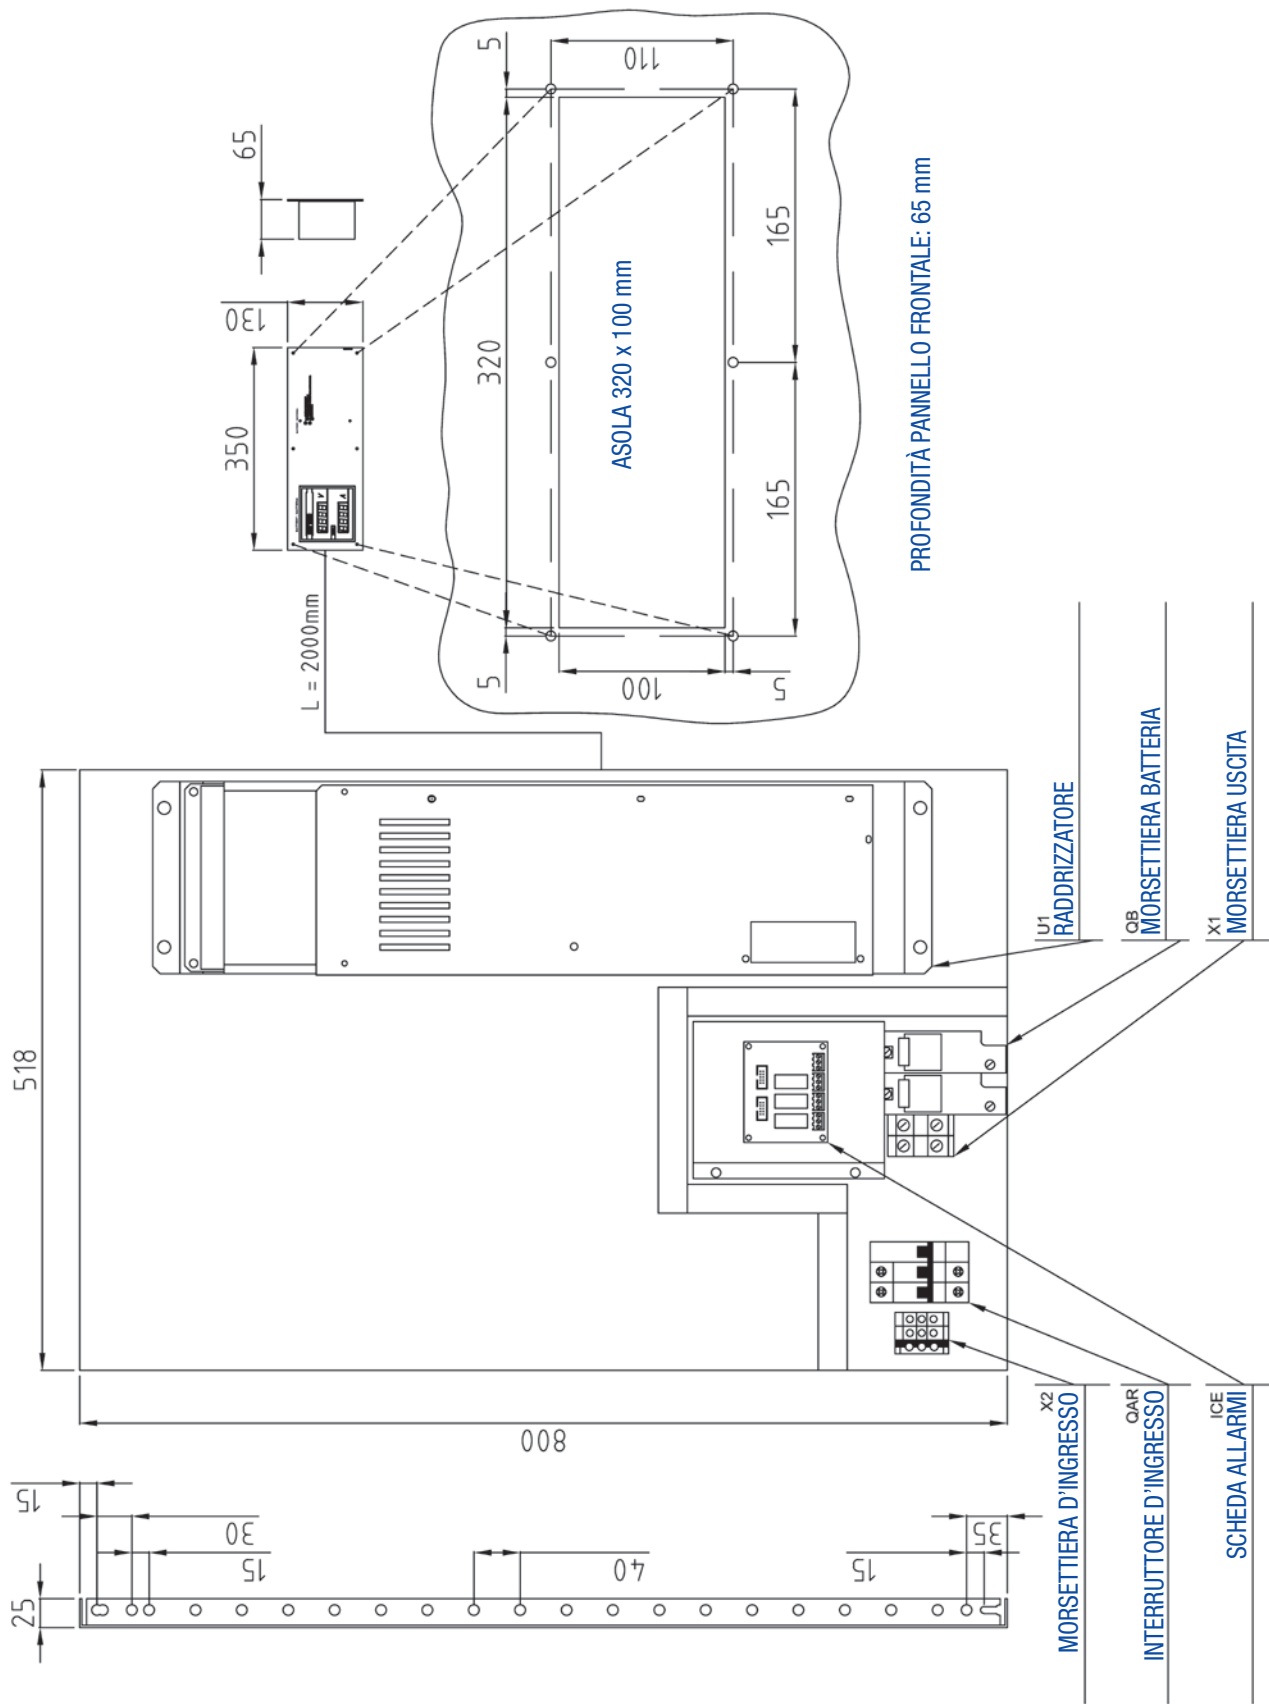 25
15
30
15
40
15
35
800
518
L = 2000mm
350
130
65
5
320
5
110
100
5
165
165
ASOLA 320 x 100 mm
PROFONDITÀ PANNELLO FRONTALE: 65 mm
V
A
X2
MORSETTIERA D'INGRESSO
QAR
INTERRUTTORE D'INGRESSO
ICE
SCHEDA ALLARMI
U1
RADDRIZZATORE
QB
MORSETTIERA BATTERIA
X1
MORSETTIERA USCITA